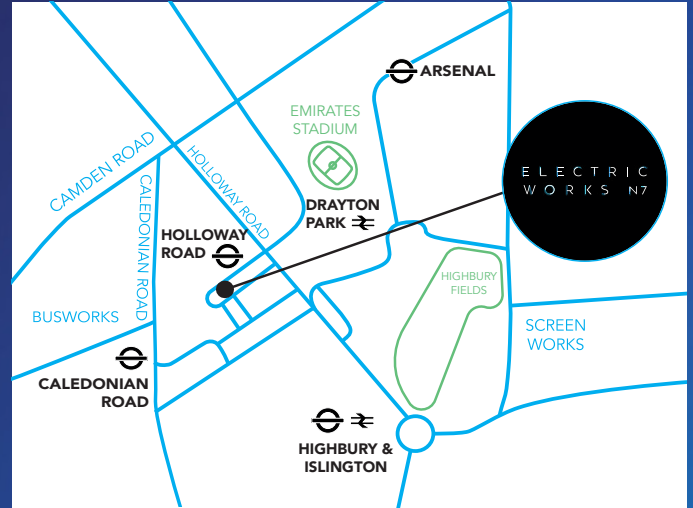 ARSENAL
EMIRATES
STADIUM
ELECTRIC
WORKS N7
CAMDEN ROAD
HOLLOWAY ROAD
CALEDONIAN ROAD
DRAYTON
PARK
HOLLOWAY
ROAD
HIGHBURY
FIELDS
BUSWORKS
SCREEN
WORKS
CALEDONIAN
ROAD
HIGHBURY &
ISLINGTON